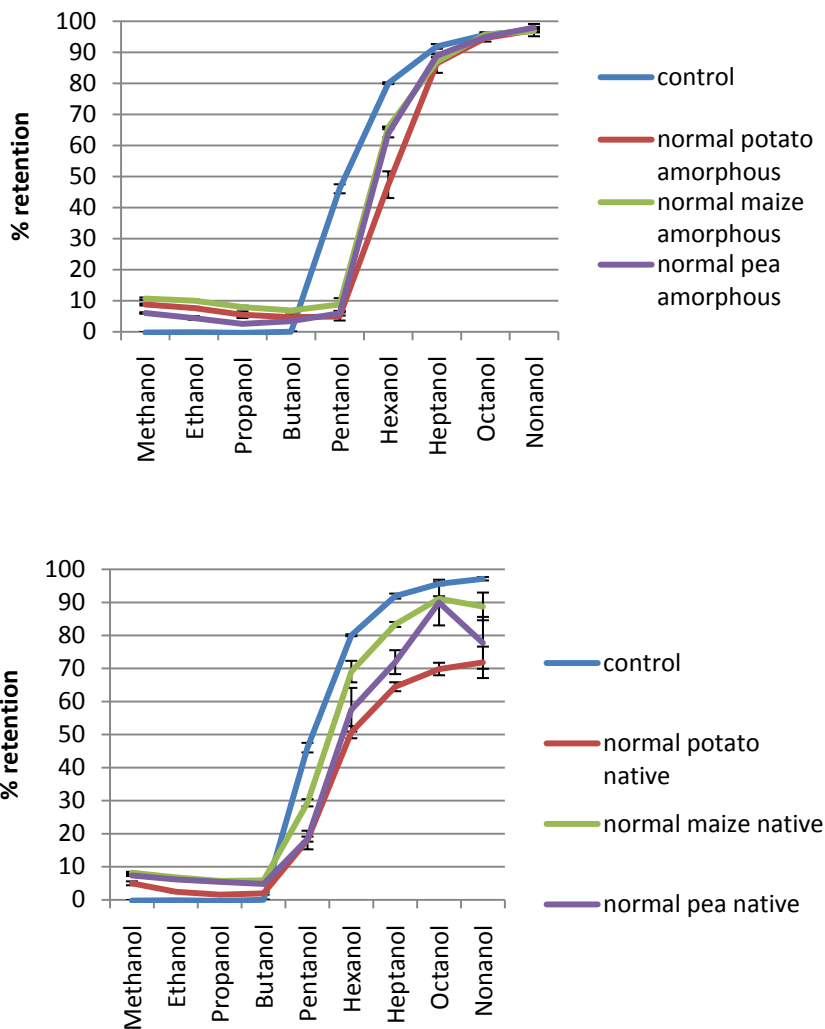 100
90
80
70
60
50
40
30
20
10
0
% retention
Methanol
Ethanol
Propanol
Butanol
Pentanol
Hexanol
Heptanol
Octanol
Nonanol
control
normal potato
amorphous
normal maize
amorphous
normal pea
amorphous
100
90
80
70
60
50
40
30
20
10
0
% retention
Methanol
Ethanol
Propanol
Butanol
Pentanol
Hexanol
Heptanol
Octanol
Nonanol
control
normal potato
native
normal maize native
normal pea native